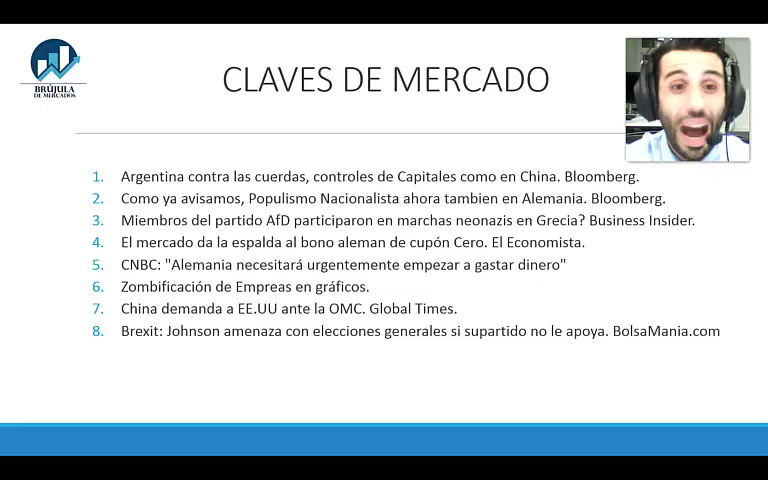 BRÚJULA
DE MERCADOS
CLAVES DE MERCADO
1. Argentina contra las cuerdas, controles de Capitales como en China. Bloomberg.
2. Como ya avisamos, Populismo Nacionalista ahora tambien en Alemania. Bloomberg.
3. Miembros del partido AfD participaron en marchas neonazis en Grecia? Business Insider.
4. El mercado da la espalda al bono aleman de cupón Cero. El Economista.
5. CNBC: "Alemania necesitará urgentemente empezar a gastar dinero"
6. Zombificación de Empreas en gráficos.
7. China demanda a EE.UU ante la OMC. Global Times.
8. Brexit: Johnson amenaza con elecciones generales si supartido no le apoya. BolsaMania.com